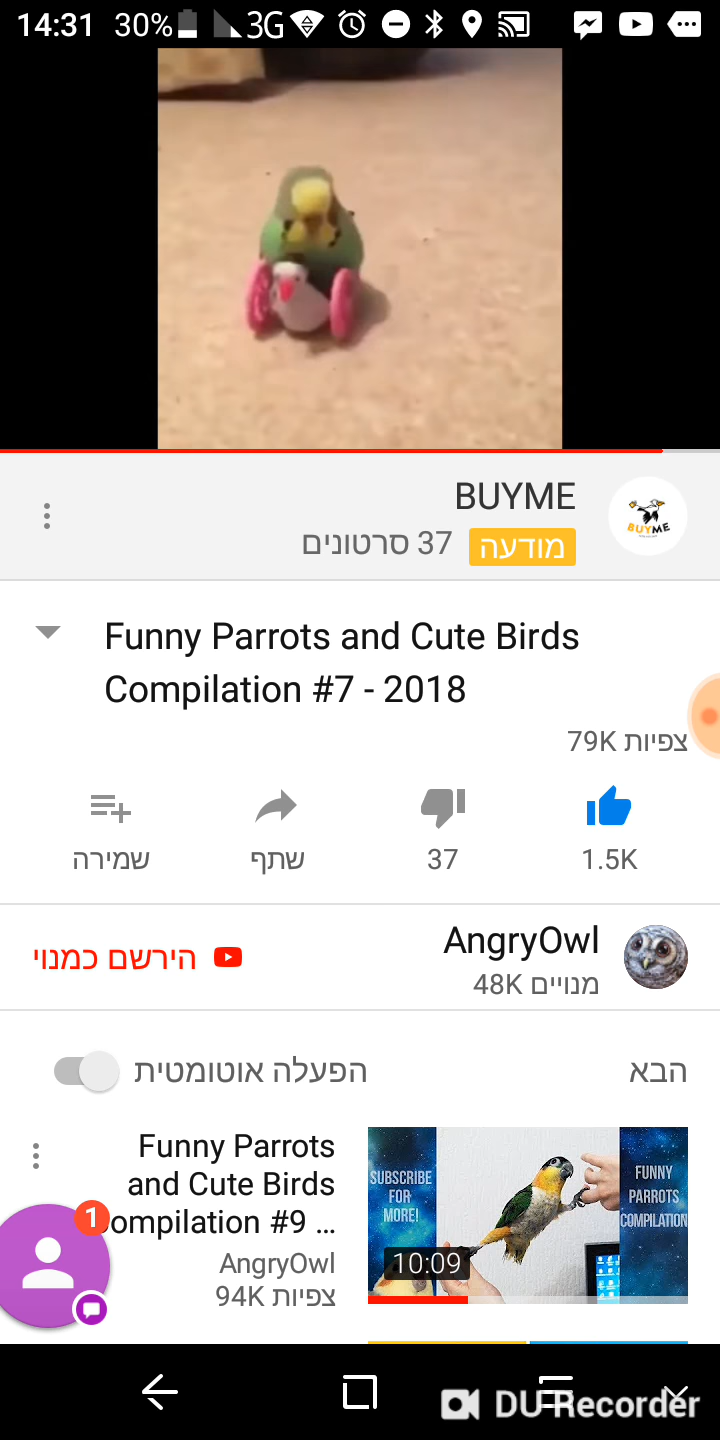 14:31 30% 3G
BUYME
מודעה 37 סרטונים
BUYME
Funny Parrots and Cute Birds
Compilation #7 - 2018
79K צפיות
1.5K
37
שתף
שמירה
AngryOwl
48K מנויים
הירשם כמנוי
הבא
הפעלה אוטומטית
Funny Parrots
and Cute Birds
ompilation #9 ...
AngryOwl
94K צפיות
SUBSCRIBE
FOR
MORE!
FUNNY
PARROTS
COMPILATION
10:09
1
DU Recorder